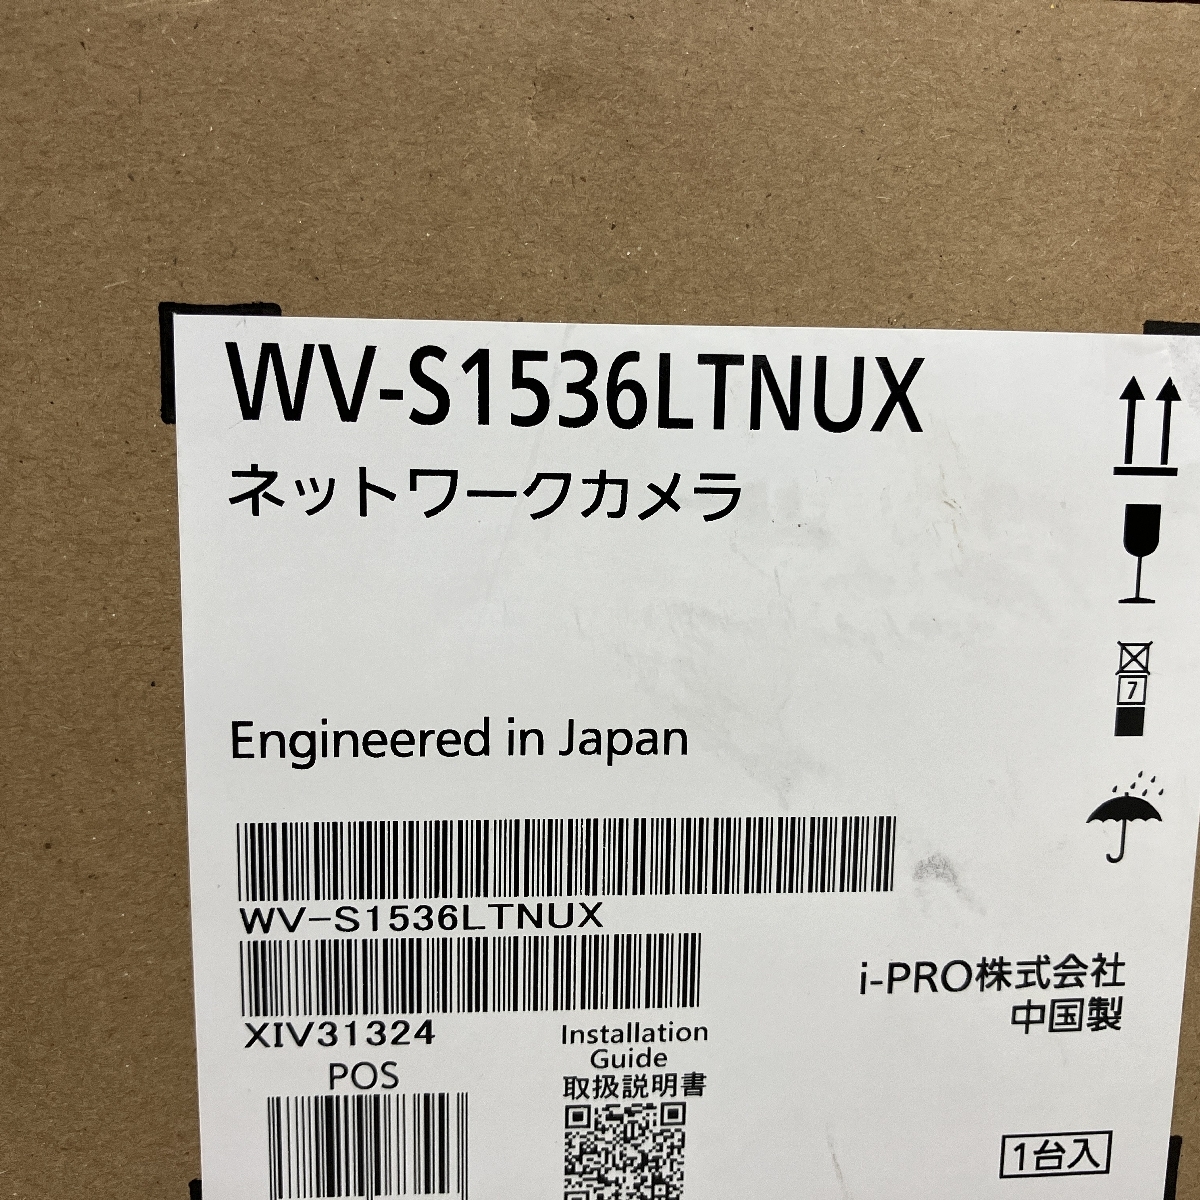 WV-S1536LTNUX
ネットワークカメラ
7
Engineered in Japan
WV-S1536LTNUX
XIV31324
i-PRO株式会社
中国製
Installation
Guide
取扱説明書
POS
1台入